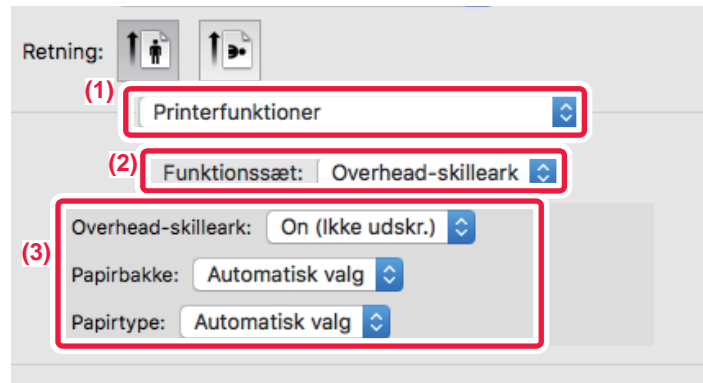 Retning:
(1)
Printerfunktioner
(2)
Funktionssæt: Overhead-skilleark
(3)
Overhead-skilleark: On (Ikke udskr.)
Papirbakke: Automatisk valg
Papirtype: Automatisk valg